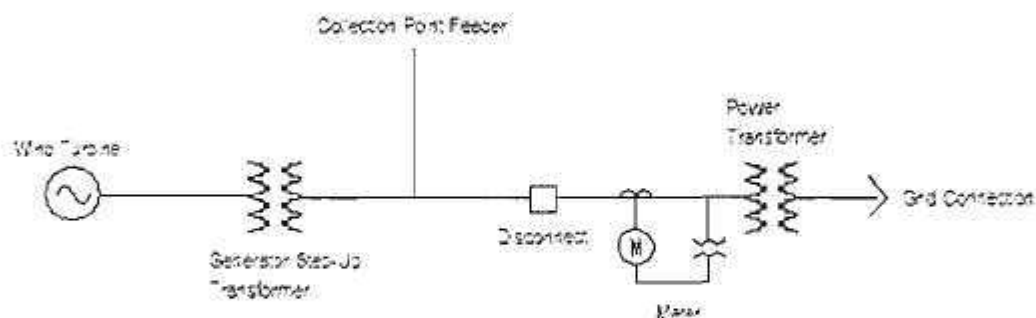 Collection Point Feeder
Power
Transformer
Wind Turbine
Grid Connection
Disconnect
M
Generator Step-Up
Transformer
Meter